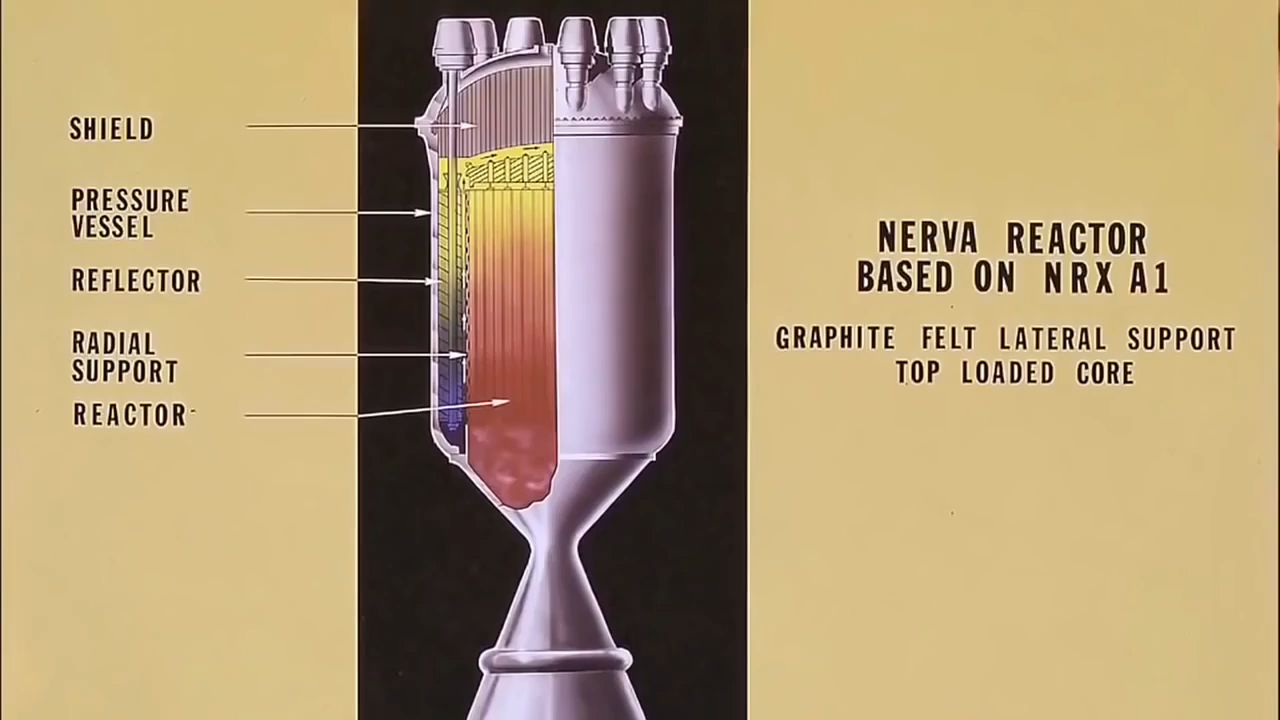 SHIELD
PRESSURE
VESSEL
REFLECTOR
RADIAL
SUPPORT
REACTOR
NERVA REACTOR
BASED ON NRX A1
GRAPHITE FELT LATERAL SUPPORT
TOP LOADED CORE